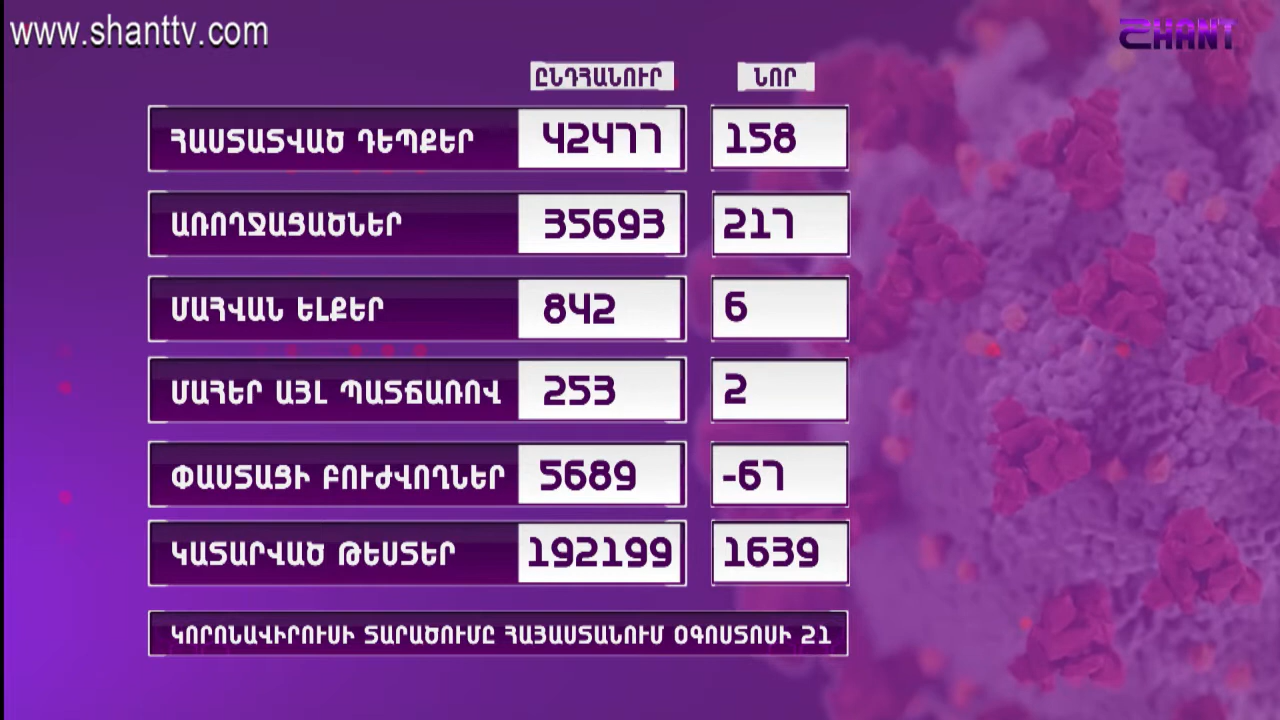 www.shanttv.com
SHANT
ԸՆԴՀԱՆՈՒՐ ՆՈՐ
ՀԱՍՏԱՏՎԱԾ ԴԵՊՔԵՐ 42477 158
ԱՌՈՂՋԱՑԱԾՆԵՐ 35693 217
ՄԱՀՎԱՆ ԵԼՔԵՐ 842 6
ՄԱՀԵՐ ԱՅԼ ՊԱՏՃԱՌՈՎ 253 2
ՓԱՍՏԱՑԻ ԲՈՒԺՎՈՂՆԵՐ 5689 -67
ԿԱՏԱՐՎԱԾ ԹԵՍՏԵՐ 192199 1639
ԿՈՐՈՆԱՎԻՐՈՒՍԻ ՏԱՐԱԾՈՒՄԸ ՀԱՅԱՍՏԱՆՈՒՄ ՕԳՈՍՏՈՍԻ 21